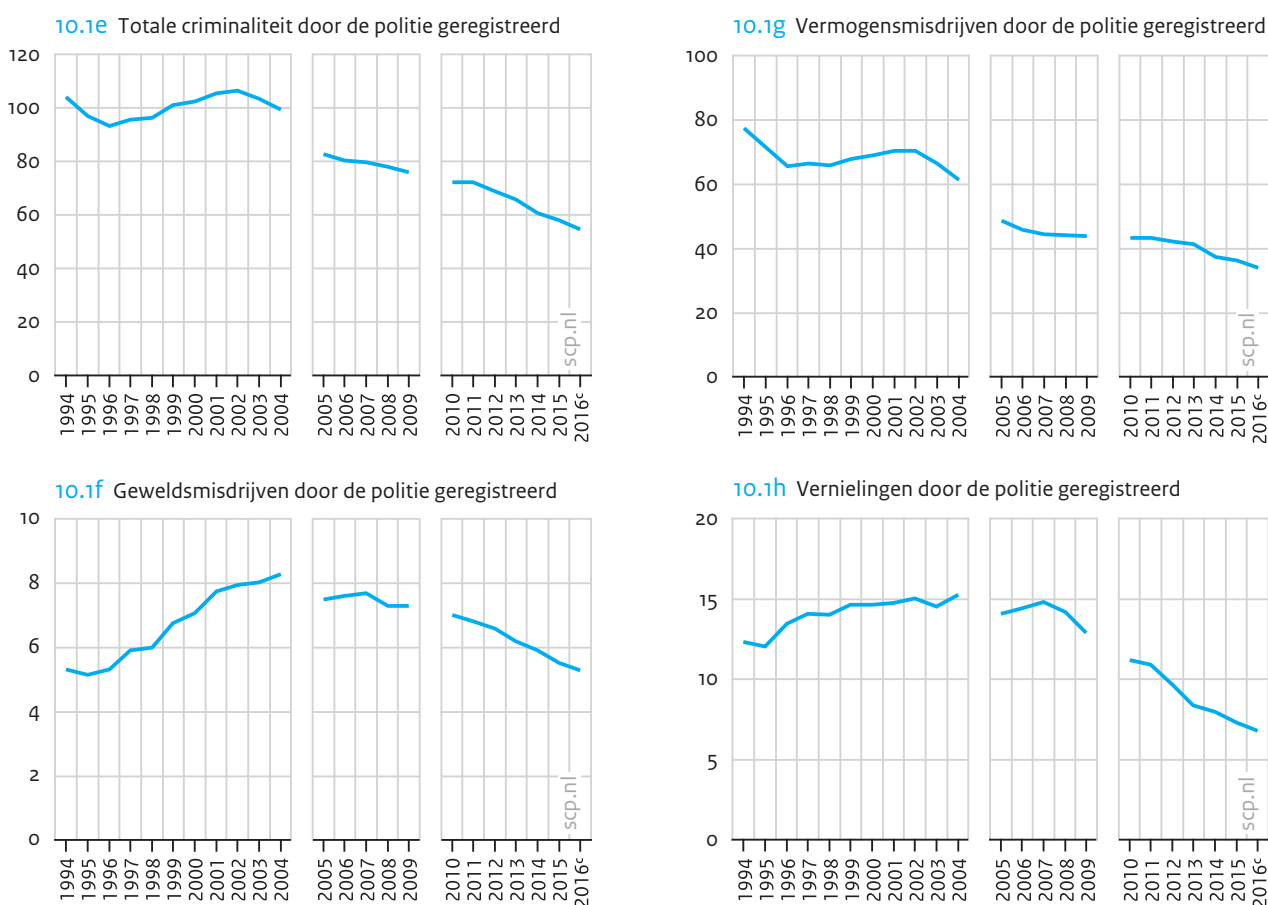 10.1e Totale criminaliteit door de politie geregistreerd
120
100
80
60
40
20
0
scp.nl
1994 1995 1996 1997 1998 1999 2000 2001 2002 2003 2004 2005 2006 2007 2008 2009 2010 2011 2012 2013 2014 2015 2016c
10.1g Vermogensmisdrijven door de politie geregistreerd
100
80
60
40
20
0
scp.nl
1994 1995 1996 1997 1998 1999 2000 2001 2002 2003 2004 2005 2006 2007 2008 2009 2010 2011 2012 2013 2014 2015 2016c
10.1f Geweldsmisdrijven door de politie geregistreerd
10
8
6
4
2
0
scp.nl
1994 1995 1996 1997 1998 1999 2000 2001 2002 2003 2004 2005 2006 2007 2008 2009 2010 2011 2012 2013 2014 2015 2016c
10.1h Vernielingen door de politie geregistreerd
20
15
10
5
0
scp.nl
1994 1995 1996 1997 1998 1999 2000 2001 2002 2003 2004 2005 2006 2007 2008 2009 2010 2011 2012 2013 2014 2015 2016c